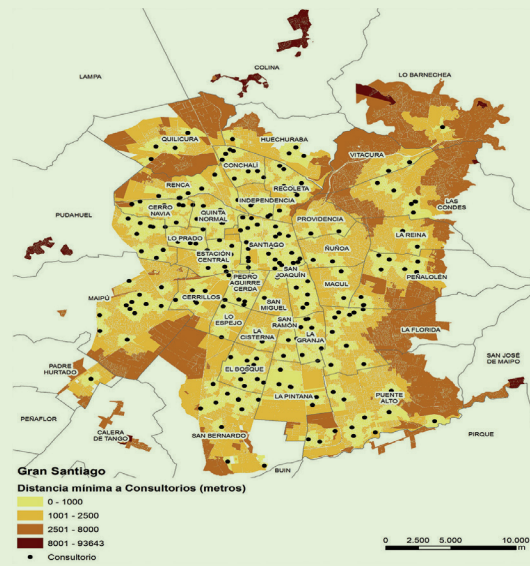 COLINA
LAMPA
LO BARNECHEA
QUILICURA
HUECHURABA
VITACURA
CONCHALÍ
RENCA
RECOLETA
INDEPENDENCIA
LAS
CONDES
CERRO
NAVIA
QUINTA
NORMAL
PROVIDENCIA
PUDAHUEL
LA REINA
LO PRADO
SANTIAGO
ÑUÑOA
ESTACIÓN
CENTRAL
SAN
JOAQUÍN
PEÑALOLÉN
PEDRO
AGUIRRE
CERDA
MACUL
MAIPÚ
CERRILLOS
SAN
MIGUEL
LO
ESPEJO
SAN
RAMÓN
LA
CISTERNA
LA
GRANJA
LA FLORIDA
SAN JOSÉ
DE MAIPO
PADRE
HURTADO
EL BOSQUE
LA PINTANA
PUENTE
ALTO
PEÑAFLOR
CALERA
DE TANGO
SAN BERNARDO
PIRQUE
BUIN
Gran Santiago
Distancia mínima a Consultorios (metros)
0 - 1000
1001 - 2500
2501 - 8000
8001 - 93643
Consultorio
0 2.500 5.000 10.000
m